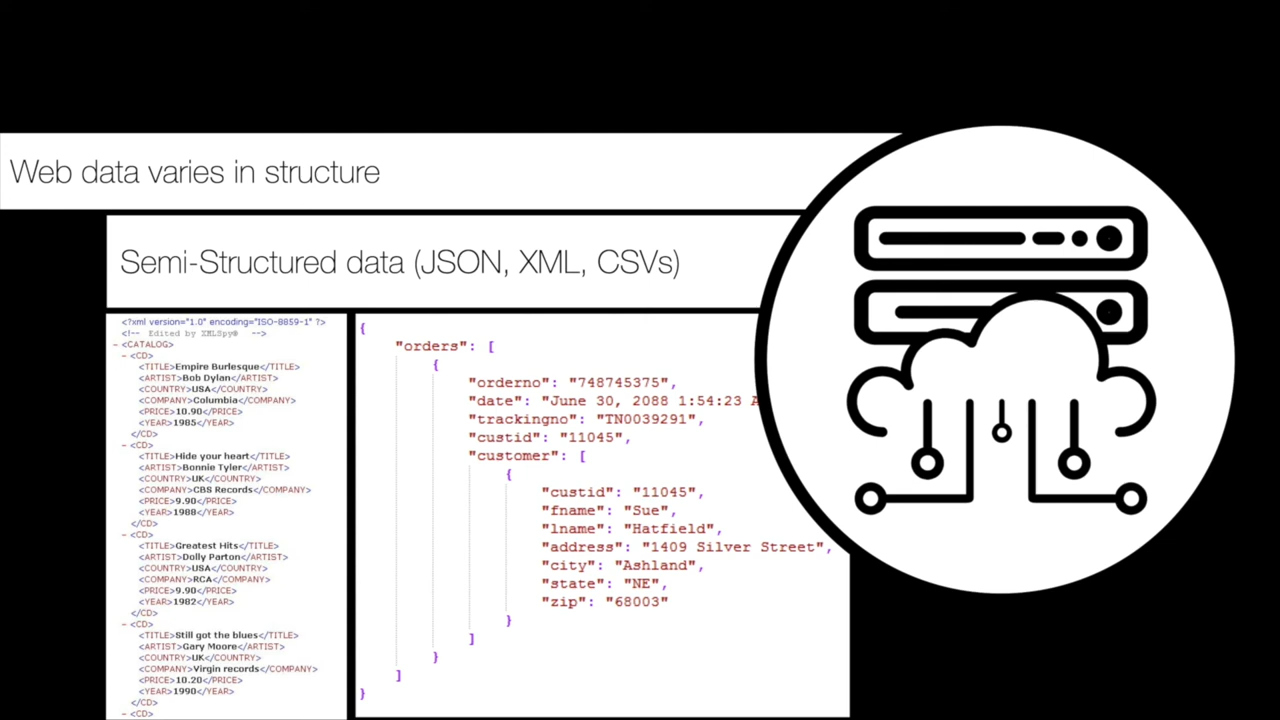 Web data varies in structure
Semi-Structured data (JSON, XML, CSVs)
<?xml version="1.0" encoding="ISO-8859-1" ?>
<!-- Edited by XMLSpy® -->
- <CATALOG>
- <CD>
<TITLE>Empire Burlesque</TITLE>
<ARTIST>Bob Dylan</ARTIST>
<COUNTRY>USA</COUNTRY>
<COMPANY>Columbia</COMPANY>
<PRICE>10.90</PRICE>
<YEAR>1985</YEAR>
</CD>
- <CD>
<TITLE>Hide your heart</TITLE>
<ARTIST>Bonnie Tyler</ARTIST>
<COUNTRY>UK</COUNTRY>
<COMPANY>CBS Records</COMPANY>
<PRICE>9.90</PRICE>
<YEAR>1988</YEAR>
</CD>
- <CD>
<TITLE>Greatest Hits</TITLE>
<ARTIST>Dolly Parton</ARTIST>
<COUNTRY>USA</COUNTRY>
<COMPANY>RCA</COMPANY>
<PRICE>9.90</PRICE>
<YEAR>1982</YEAR>
</CD>
- <CD>
<TITLE>Still got the blues</TITLE>
<ARTIST>Gary Moore</ARTIST>
<COUNTRY>UK</COUNTRY>
<COMPANY>Virgin records</COMPANY>
<PRICE>10.20</PRICE>
<YEAR>1990</YEAR>
</CD>
- <CD>
{
"orders": [
{
"orderno": "748745375",
"date": "June 30, 2088 1:54:23
"trackingno": "TN0039291",
"custid": "11045",
"customer": [
{
"custid": "11045",
"fname": "Sue",
"lname": "Hatfield",
"address": "1409 Silver Street",
"city": "Ashland",
"state": "NE",
"zip": "68003"
}
]
}
]
}